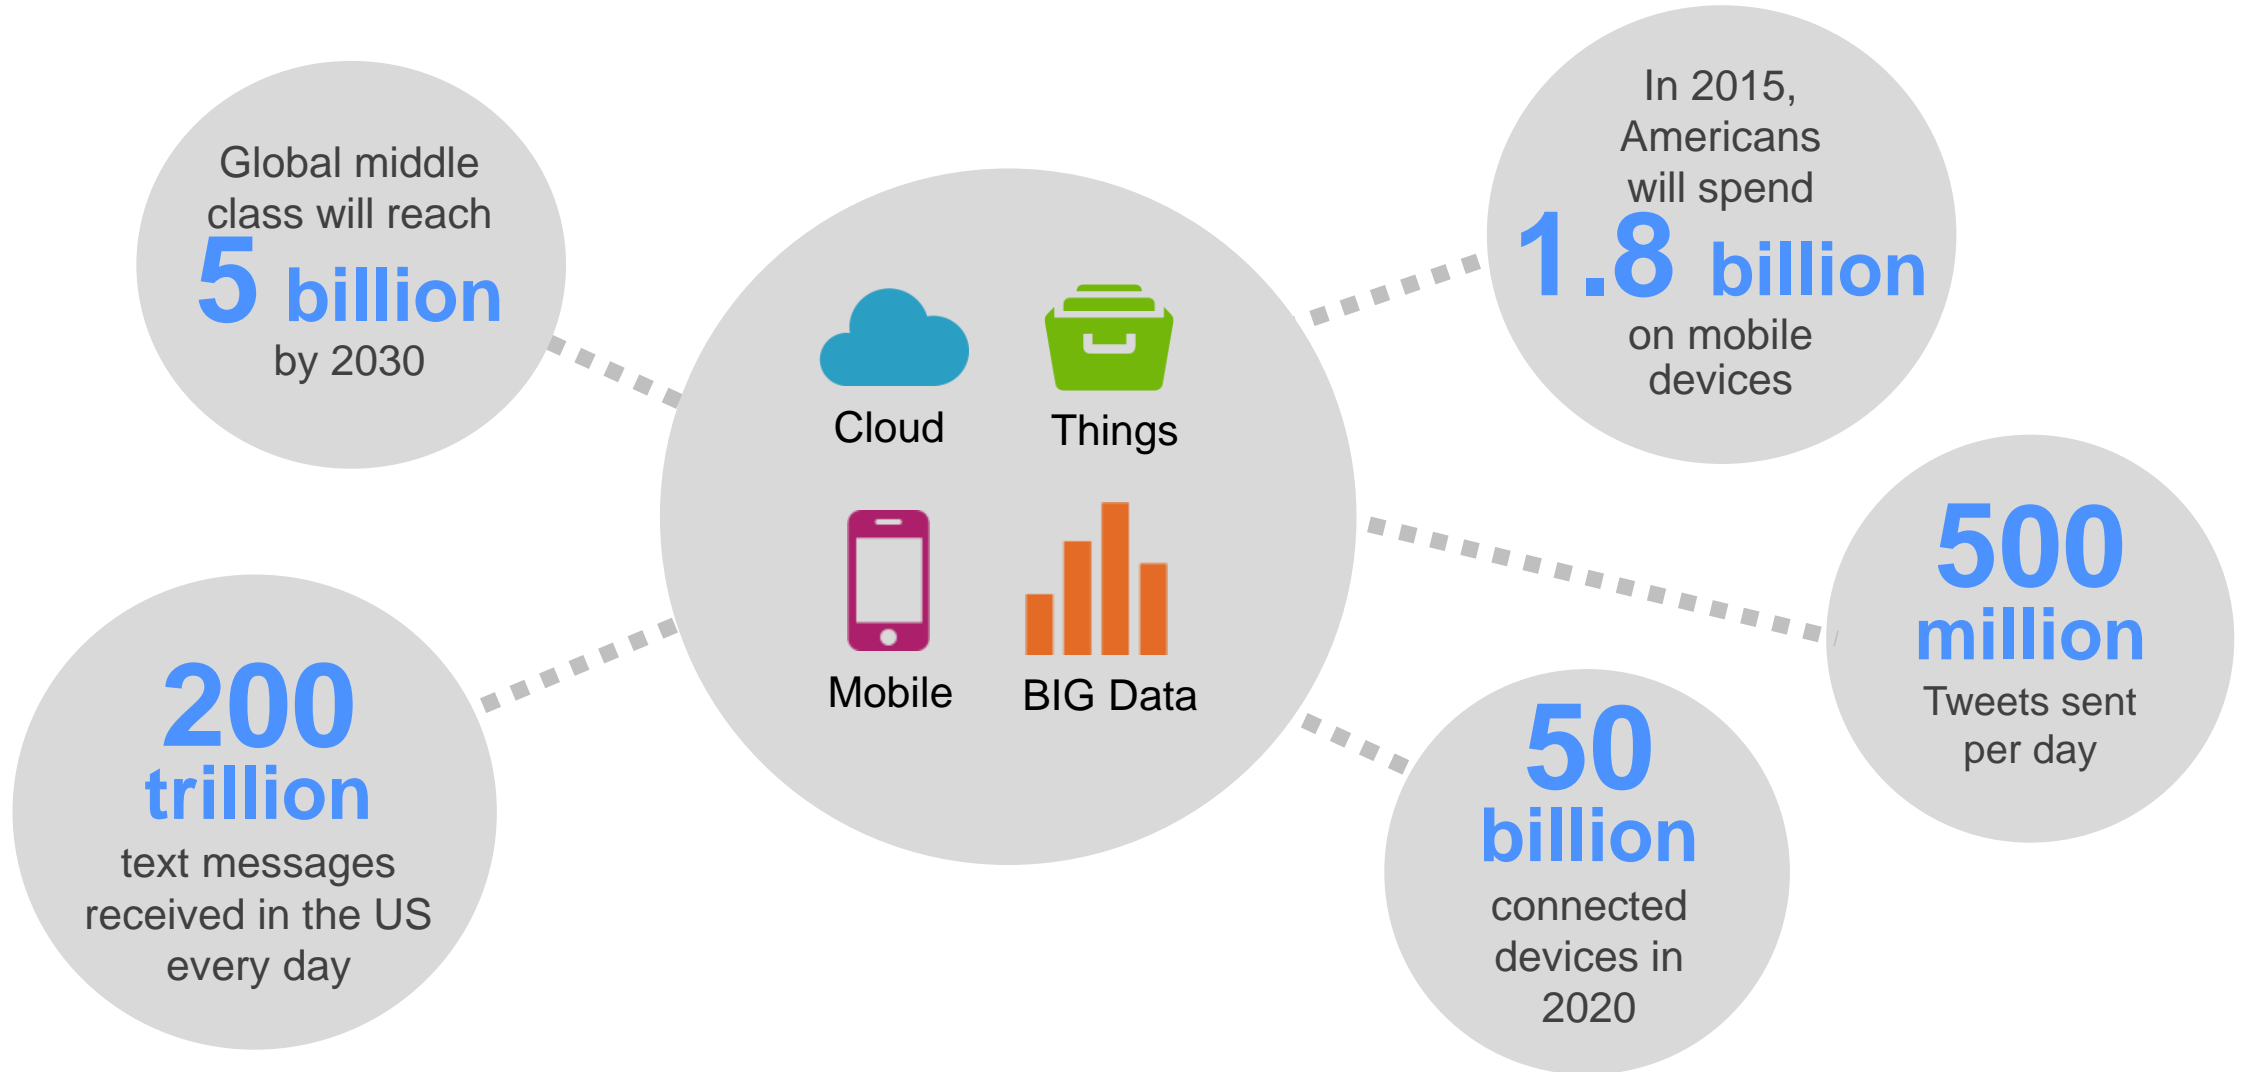 Global middle
class will reach
5 billion
by 2030
200
trillion
text messages
received in the US
every day
Cloud
Things
Mobile
BIG Data
In 2015,
Americans
will spend
1.8 billion
on mobile
devices
500
million
Tweets sent
per day
50
billion
connected
devices in
2020